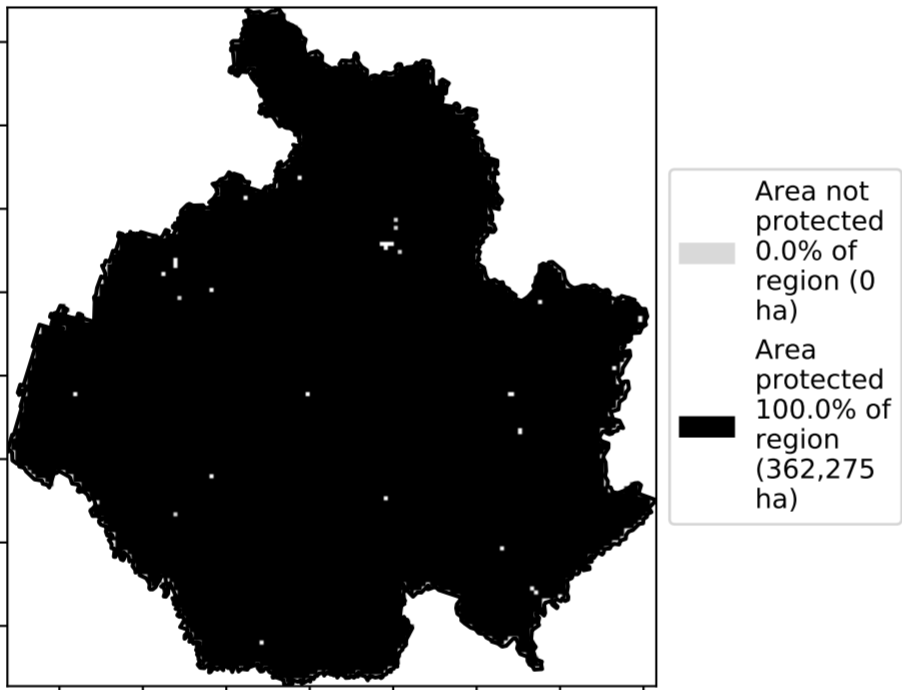 Area not
protected
0.0% of
region (0
ha)
Area
protected
100.0% of
region
(362,275
ha)